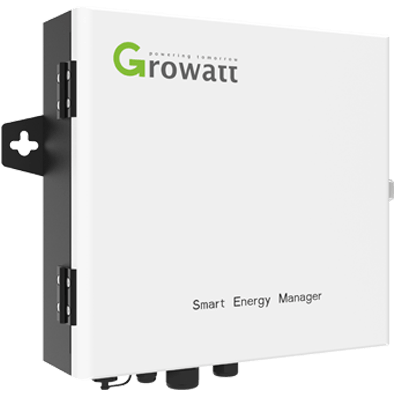 powering tomorrow
Growatt
Smart Energy Manager